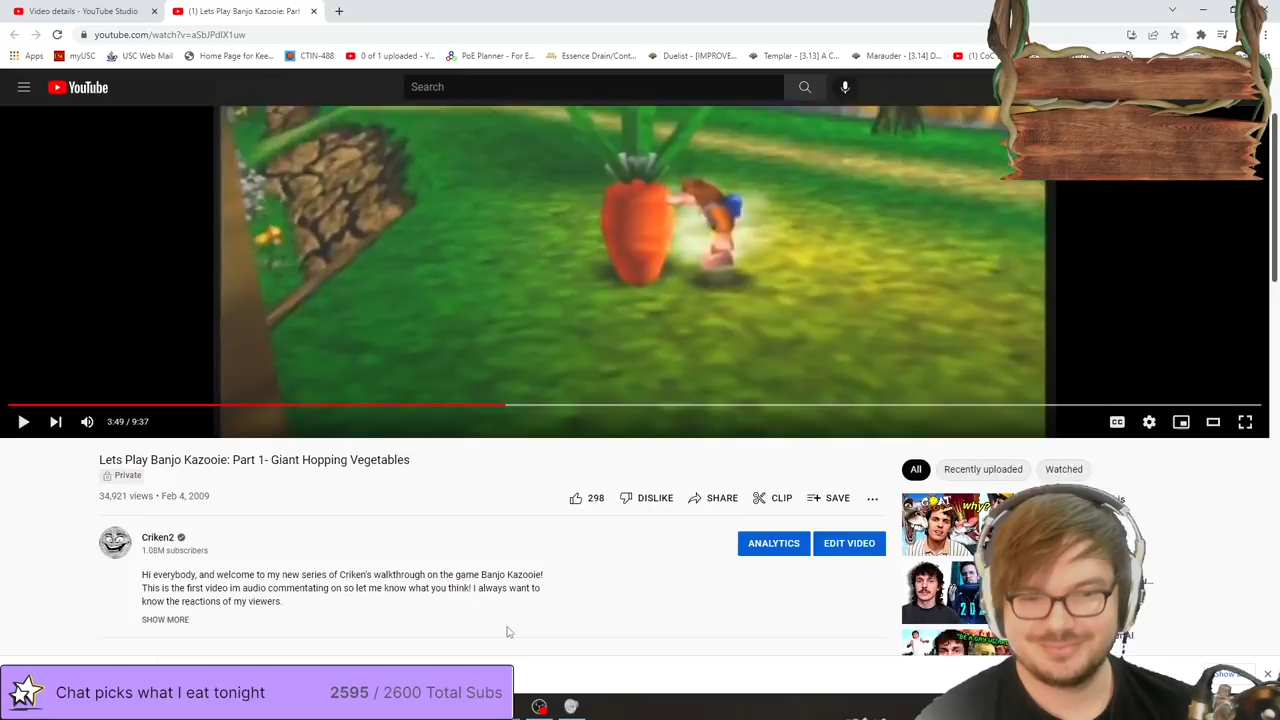 Video details - YouTube Studio
(1) Lets Play Banjo Kazooie: Part
youtube.com/watch?v=aSbJPdIX1uw
Apps
myUSC
USC Web Mail
Home Page for Kee...
CTIN-488
0 of 1 uploaded - Y...
PoE Planner - For E...
Essence Drain/Cont...
Duelist - [IMPROVE...
Templar - [3.13] A C...
Marauder - [3.14] D...
(1) CoC
YouTube
Search
3:49 / 9:37
Lets Play Banjo Kazooie: Part 1- Giant Hopping Vegetables
Private
34,921 views • Feb 4, 2009
298
DISLIKE
SHARE
CLIP
SAVE
All
Recently uploaded
Watched
Criken2
1.08M subscribers
ANALYTICS
EDIT VIDEO
Hi everybody, and welcome to my new series of Criken's walkthrough on the game Banjo Kazooie!
This is the first video im audio commentating on so let me know what you think! I always want to
know the reactions of my viewers.
SHOW MORE
GOAT
why?
Chat picks what I eat tonight
2595 / 2600 Total Subs